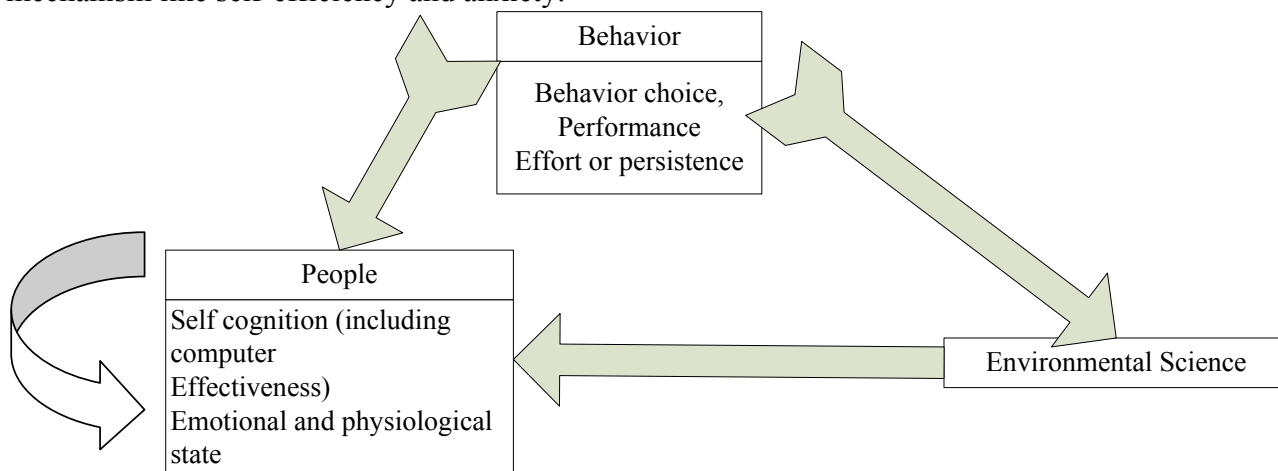 mechanism like self-efficiency and anxiety.
Behavior
Behavior choice,
Performance
Effort or persistence
People
Self cognition (including
computer
Effectiveness)
Emotional and physiological
state
Environmental Science